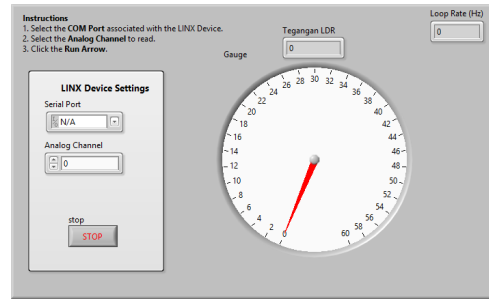 Instructions
1. Select the COM Port associated with the LINX Device.
2. Select the Analog Channel to read.
3. Click the Run Arrow.
Loop Rate (Hz)
0
Tegangan LDR
0
Gauge
LINX Device Settings
Serial Port
N/A
Analog Channel
0
stop
STOP
0
2
4
6
8
10
12
14
16
18
20
22
24
26
28
30
32
34
36
38
40
42
44
46
48
50
52
54
56
58
60